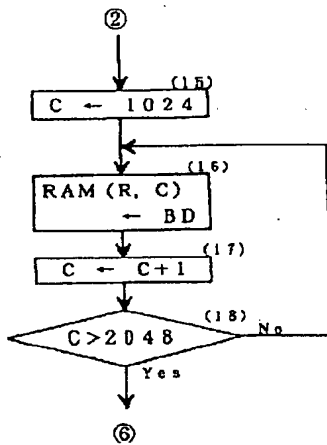 ②
(15)
C ← 1024
(16)
RAM (R, C)
← BD
(17)
C ← C+1
(18)
C>2048
No
Yes
⑥